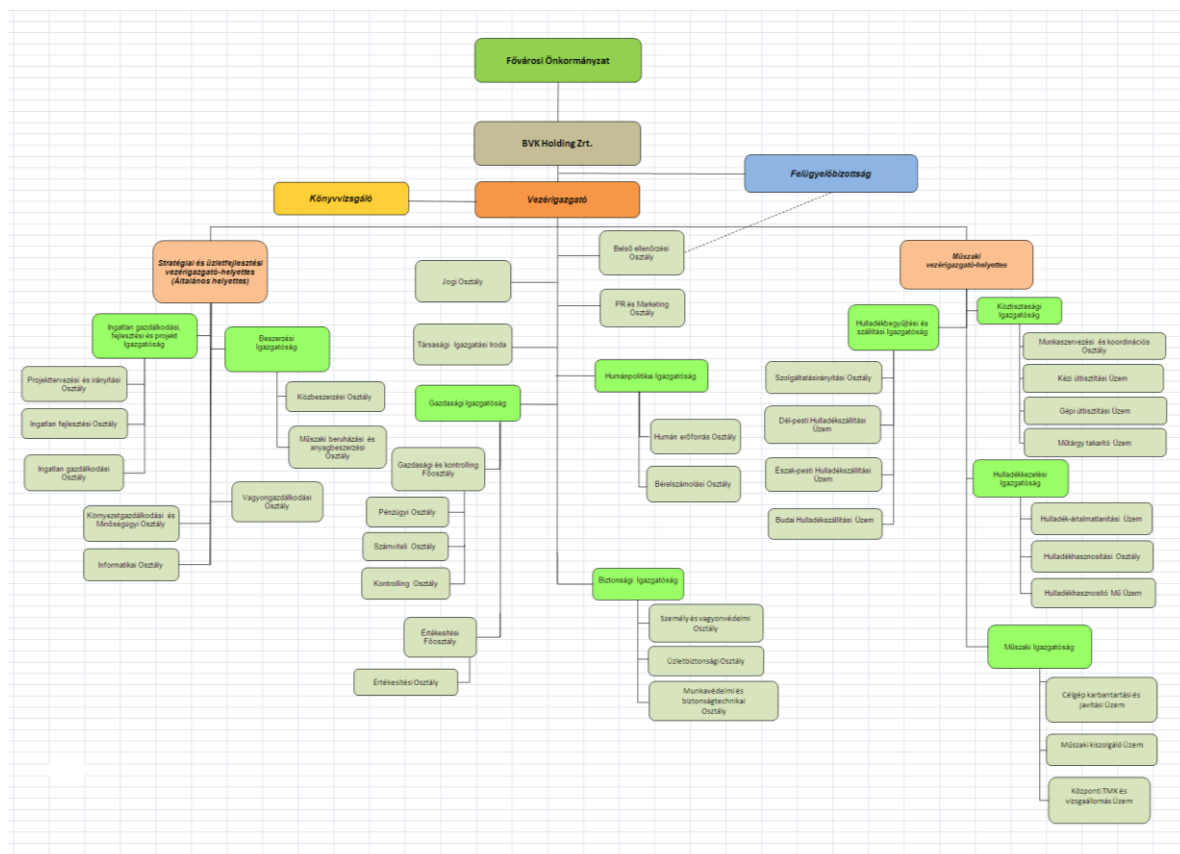 Fővárosi Önkormányzat
BVK Holding Zrt.
Felügyelőbizottság
Könyvvizsgáló
Vezérigazgató
Stratégiai és üzletfejlesztési
vezérigazgató-helyettes
(Általános helyettes)
Ingatlan gazdálkodási,
fejlesztési és projekt
Igazgatóság
Projekttervezési és irányítási
Osztály
Ingatlan fejlesztési Osztály
Ingatlan gazdálkodási
Osztály
Beszerzési
Igazgatóság
Közbeszerzési Osztály
Műszaki beruházási és
anyagbeszerzési
Osztály
Vagyongazdálkodási
Osztály
Környezetgazdálkodási és
Minőségügyi Osztály
Informatikai Osztály
Belső ellenőrzési
Osztály
Jogi Osztály
PR és Marketing
Osztály
Társasági Igazgatási Iroda
Humánpolitikai Igazgatóság
Humán erőforrás Osztály
Bérelszámolási Osztály
Gazdasági Igazgatóság
Gazdasági és kontrolling
Főosztály
Pénzügyi Osztály
Számviteli Osztály
Kontrolling Osztály
Értékesítési
Főosztály
Értékesítési Osztály
Biztonsági Igazgatóság
Személy és vagyonvédelmi
Osztály
Üzletbiztonsági Osztály
Munkavédelmi és
biztonságtechnikai
Osztály
Műszaki
vezérigazgató-helyettes
Hulladékbegyűjtési és
szállítási Igazgatóság
Szolgáltatásirányítási Osztály
Dél-pesti Hulladékszállítási
Üzem
Észak-pesti Hulladékszállítási
Üzem
Budai Hulladékszállítási Üzem
Köztisztasági
Igazgatóság
Munkaszervezési és koordinációs
Osztály
Kézi úttisztítási Üzem
Gépi úttisztítási Üzem
Műtárgy takarító Üzem
Hulladékkezelési
Igazgatóság
Hulladék-ártalmatlanítási Üzem
Hulladékhasznosítási Osztály
Hulladékhasznosító Mű Üzem
Műszaki Igazgatóság
Célgép karbantartási és
javítási Üzem
Műszaki kiszolgáló Üzem
Központi TMK és
vizsgaállomás Üzem